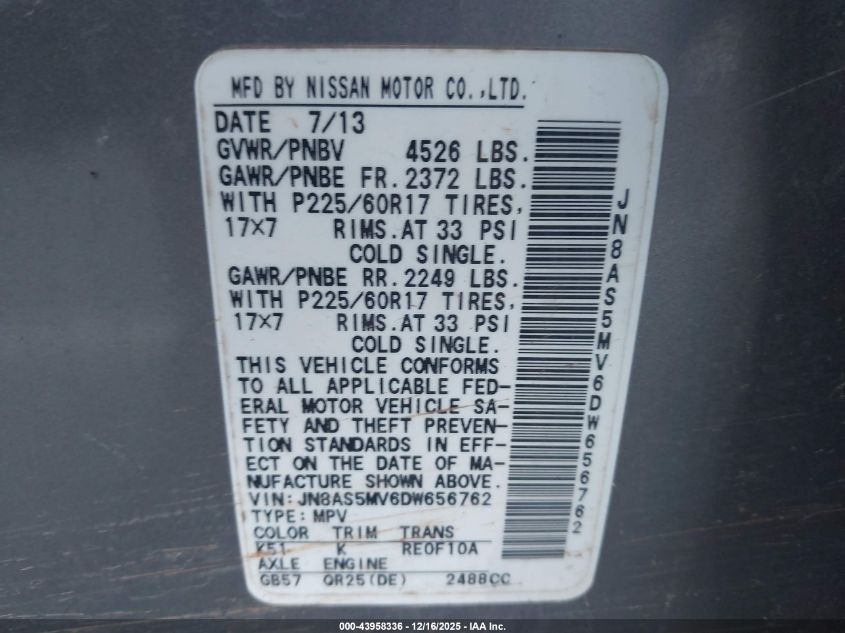 MFD BY NISSAN MOTOR CO.,LTD.
DATE 7/13
GVWR/PNBV 4526 LBS.
GAWR/PNBE FR.2372 LBS.
WITH P225/60R17 TIRES,
17×7 RIMS.AT 33 PSI
COLD SINGLE.
GAWR/PNBE RR.2249 LBS.
WITH P225/60R17 TIRES,
17×7 RIMS.AT 33 PSI
COLD SINGLE.
THIS VEHICLE CONFORMS
TO ALL APPLICABLE FED-
ERAL MOTOR VEHICLE SA-
FETY AND THEFT PREVEN-
TION STANDARDS IN EFF-
ECT ON THE DATE OF MA-
NUFACTURE SHOWN ABOVE.
VIN:JN8AS5MV6DW656762
TYPE:MPV
COLOR TRIM TRANS
K51 K RE0F10A
AXLE ENGINE
GB57 QR25(DE) 2488CC
JN8AS5MV6DW656762
000-43958336 - 12/16/2025 - IAA Inc.